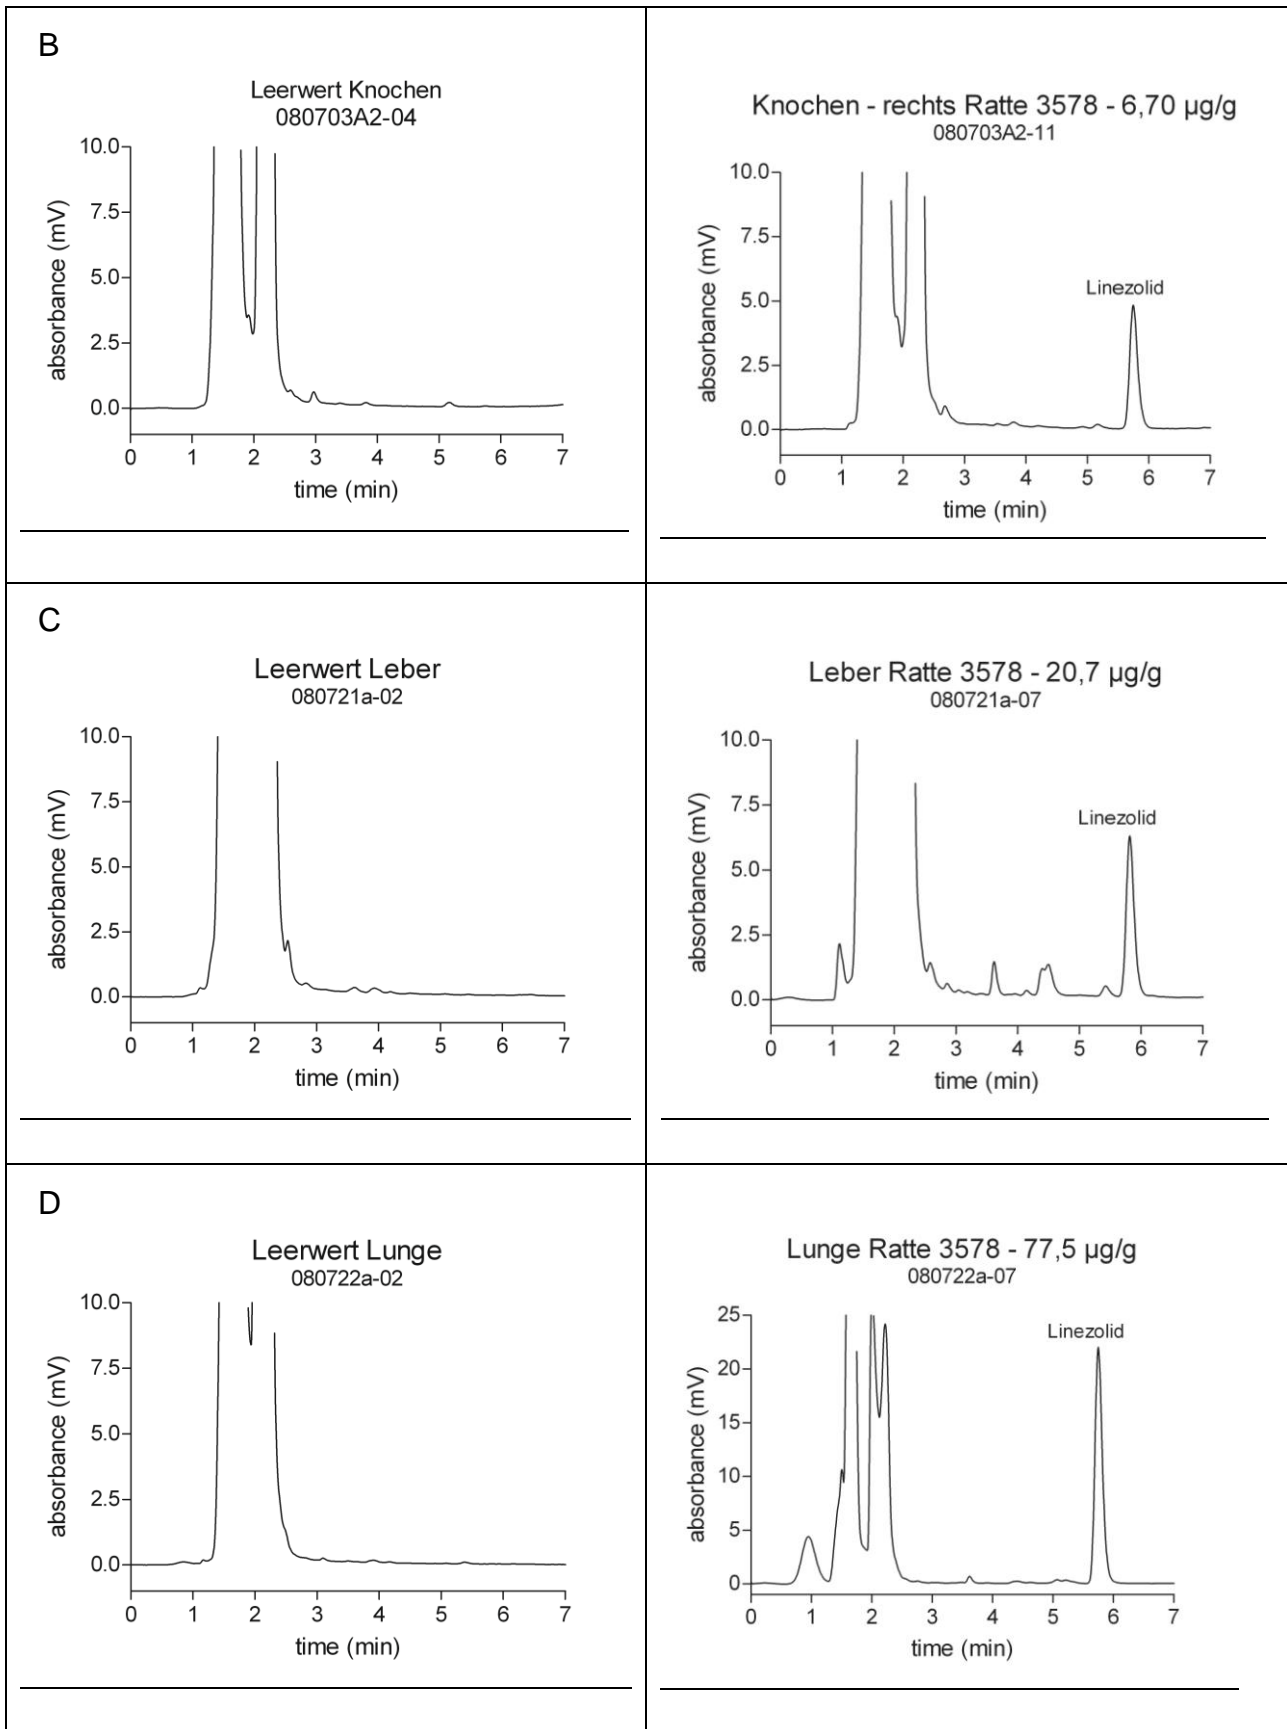 B
Leerwert Knochen
080703A2-04
10.0
7.5
5.0
2.5
0.0
absorbance (mV)
0 1 2 3 4 5 6 7
time (min)
Knochen - rechts Ratte 3578 - 6,70 µg/g
080703A2-11
10.0
7.5
5.0
2.5
0.0
absorbance (mV)
Linezolid
0 1 2 3 4 5 6 7
time (min)
C
Leerwert Leber
080721a-02
10.0
7.5
5.0
2.5
0.0
absorbance (mV)
0 1 2 3 4 5 6 7
time (min)
Leber Ratte 3578 - 20,7 µg/g
080721a-07
10.0
7.5
5.0
2.5
0.0
absorbance (mV)
Linezolid
0 1 2 3 4 5 6 7
time (min)
D
Leerwert Lunge
080722a-02
10.0
7.5
5.0
2.5
0.0
absorbance (mV)
0 1 2 3 4 5 6 7
time (min)
Lunge Ratte 3578 - 77,5 µg/g
080722a-07
25
20
15
10
5
0
absorbance (mV)
Linezolid
0 1 2 3 4 5 6 7
time (min)